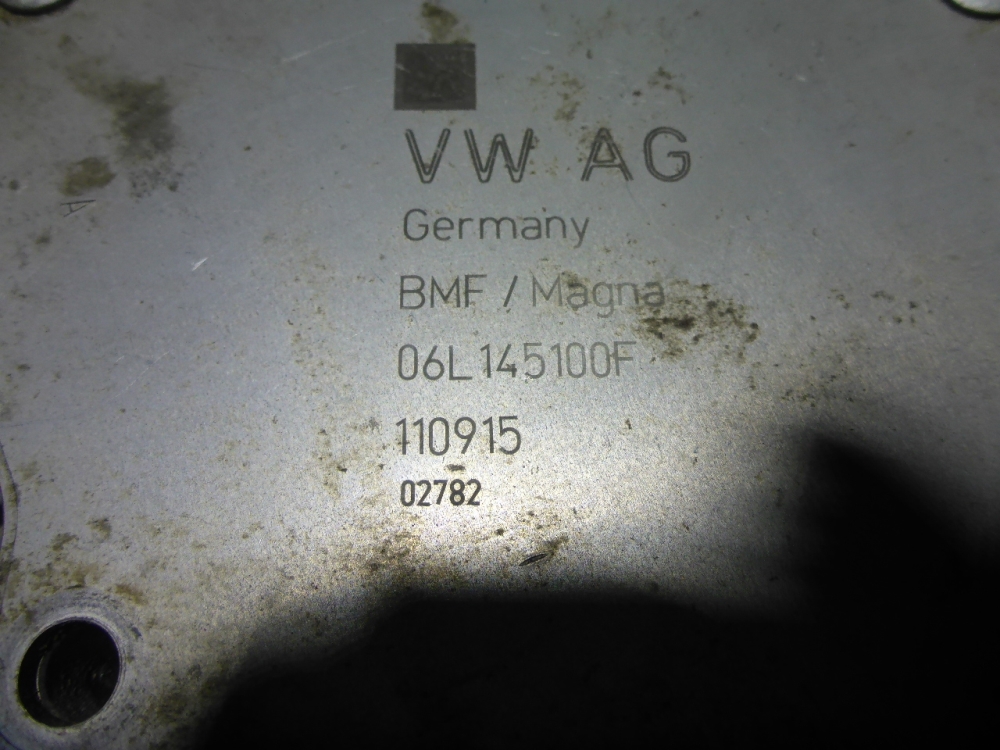 VW AG
Germany
BMF / Magna
06L145100F
110915
02782